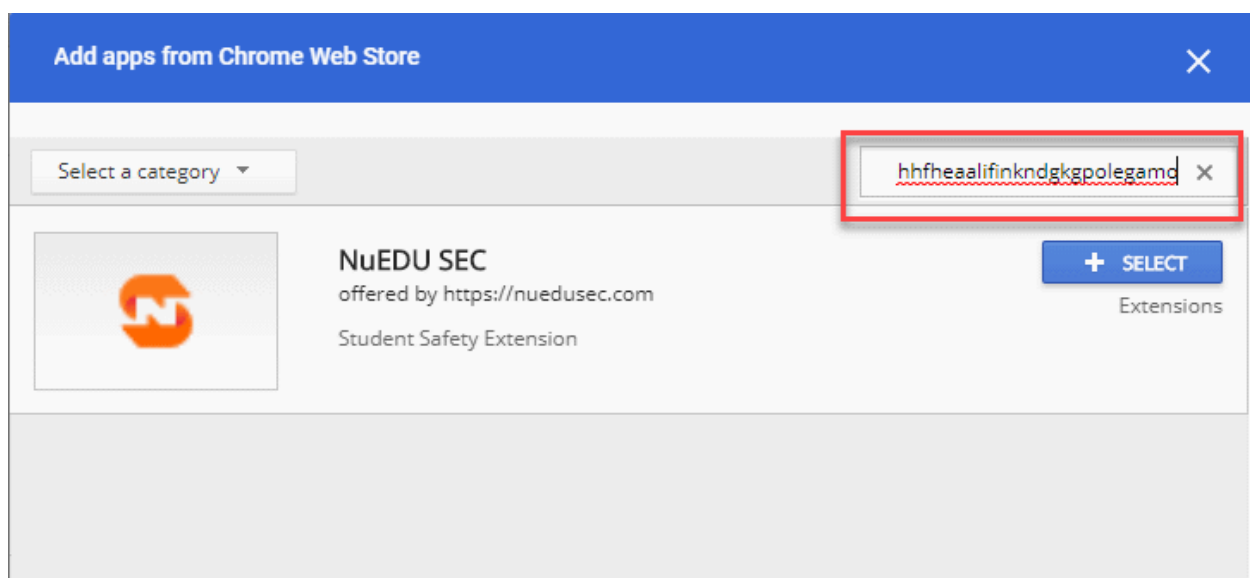 Add apps from Chrome Web Store
Select a category
hhfheaalifinkndgkgpolegamd
NuEDU SEC
offered by https://nuedusec.com
Student Safety Extension
+ SELECT
Extensions